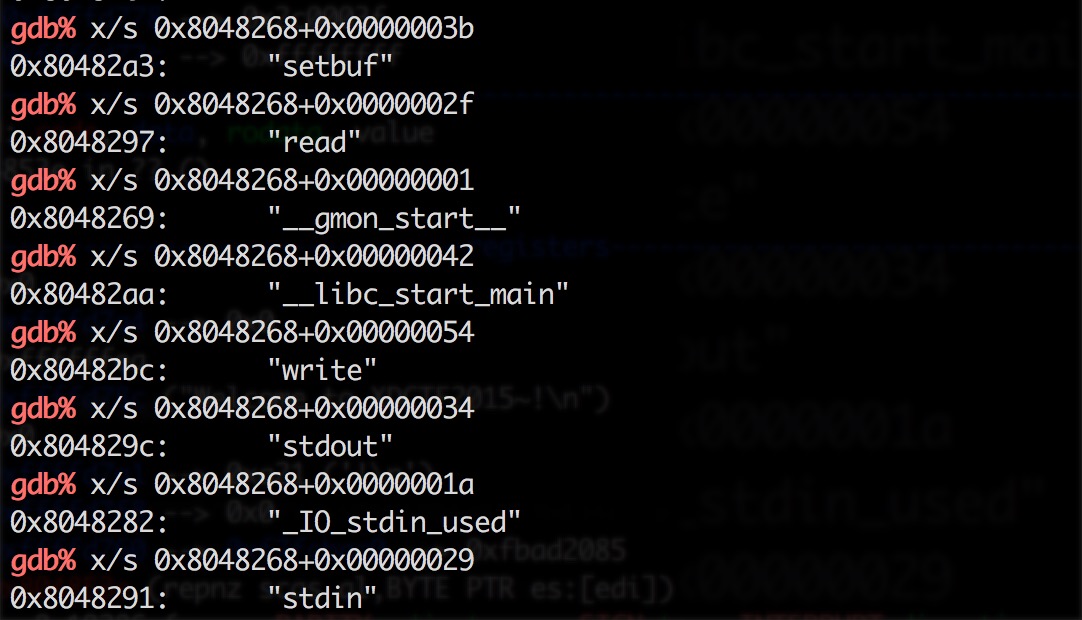 gdb% x/s 0x8048268+0x0000003b
0x80482a3: "setbuf"
gdb% x/s 0x8048268+0x0000002f
0x8048297: "read"
gdb% x/s 0x8048268+0x00000001
0x8048269: "__gmon_start__"
gdb% x/s 0x8048268+0x00000042
0x80482aa: "__libc_start_main"
gdb% x/s 0x8048268+0x00000054
0x80482bc: "write"
gdb% x/s 0x8048268+0x00000034
0x804829c: "stdout"
gdb% x/s 0x8048268+0x0000001a
0x8048282: "_IO_stdin_used"
gdb% x/s 0x8048268+0x00000029
0x8048291: "stdin"